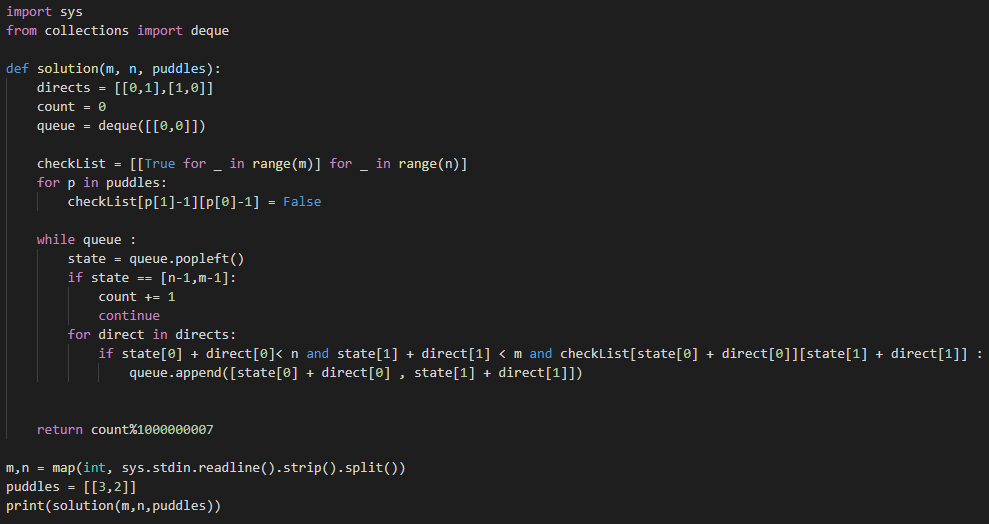 import sys
from collections import deque

def solution(m, n, puddles):
    directs = [[0,1],[1,0]]
    count = 0
    queue = deque([[0,0]])

    checkList = [[True for _ in range(m)] for _ in range(n)]
    for p in puddles:
        checkList[p[1]-1][p[0]-1] = False

    while queue :
        state = queue.popleft()
        if state == [n-1,m-1]:
            count += 1
            continue
        for direct in directs:
            if state[0] + direct[0]< n and state[1] + direct[1] < m and checkList[state[0] + direct[0]][state[1] + direct[1]] :
                queue.append([state[0] + direct[0] , state[1] + direct[1]])


    return count%1000000007

m,n = map(int, sys.stdin.readline().strip().split())
puddles = [[3,2]]
print(solution(m,n,puddles))